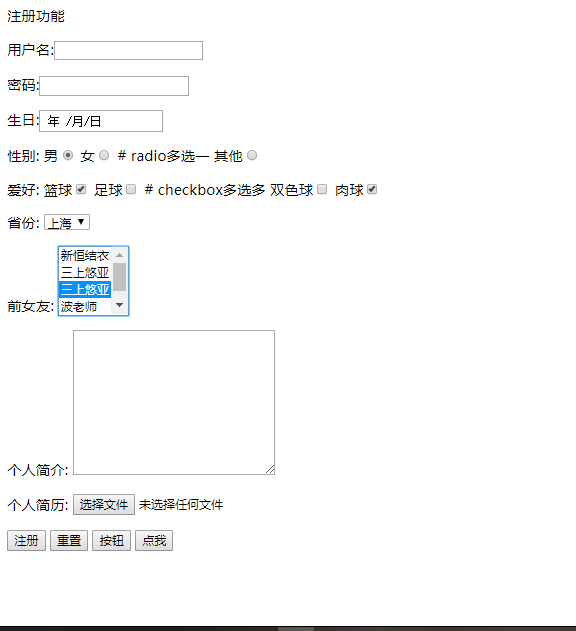 注册功能
用户名:
密码:
生日: 年 /月/日
性别: 男 女 # radio多选一 其他
爱好: 篮球 足球 # checkbox多选多 双色球 肉球
省份: 上海
新恒结衣
三上悠亚
三上悠亚
前女友: 波老师
个人简介:
个人简历: 选择文件 未选择任何文件
注册 重置 按钮 点我